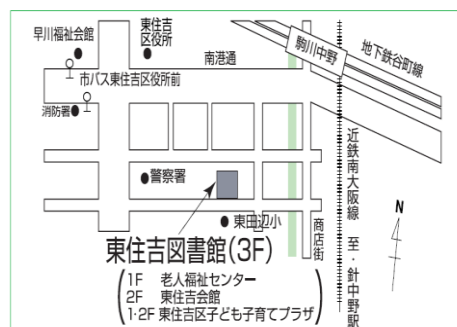 早川福祉会館
東住吉
区役所
南港通
駒川中野
地下鉄谷町線
市バス東住吉区役所前
消防署
警察署
東田辺小
商店街
近鉄南大阪線 至・針中野駅
N
東住吉図書館(3F)
1F 老人福祉センター
2F 東住吉会館
1・2F 東住吉区子ども子育てプラザ